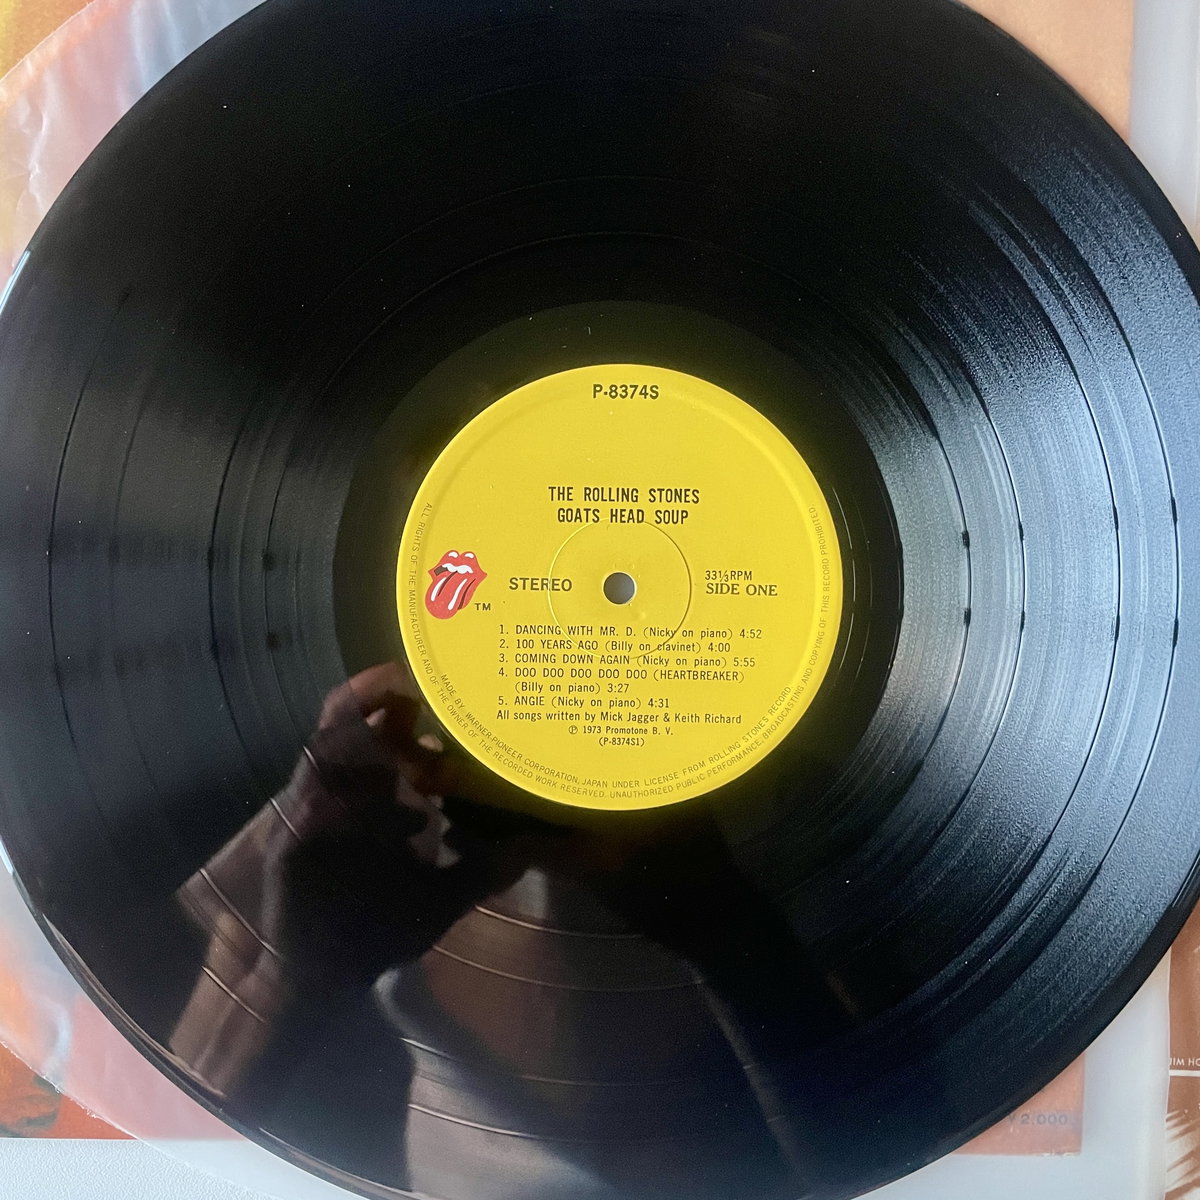 P-8374S
THE ROLLING STONES
GOATS HEAD SOUP
STEREO
33⅓RPM
SIDE ONE
TM
1. DANCING WITH MR. D. (Nicky on piano) 4:52
2. 100 YEARS AGO (Billy on clavinet) 4:00
3. COMING DOWN AGAIN (Nicky on piano) 5:55
4. DOO DOO DOO DOO DOO (HEARTBREAKER)
(Billy on piano) 3:27
5. ANGIE (Nicky on piano) 4:31
All songs written by Mick Jagger & Keith Richard
Ⓟ 1973 Promotone B. V.
(P-8374S1)
MADE BY WARNER-PIONEER CORPORATION, JAPAN UNDER LICENSE FROM ROLLING STONES RECORD
ALL RIGHTS OF THE MANUFACTURER AND OF THE OWNER OF THE RECORDED WORK RESERVED. UNAUTHORIZED PUBLIC PERFORMANCE, BROADCASTING AND COPYING OF THIS RECORD PROHIBITED.
JIM HO
2.000